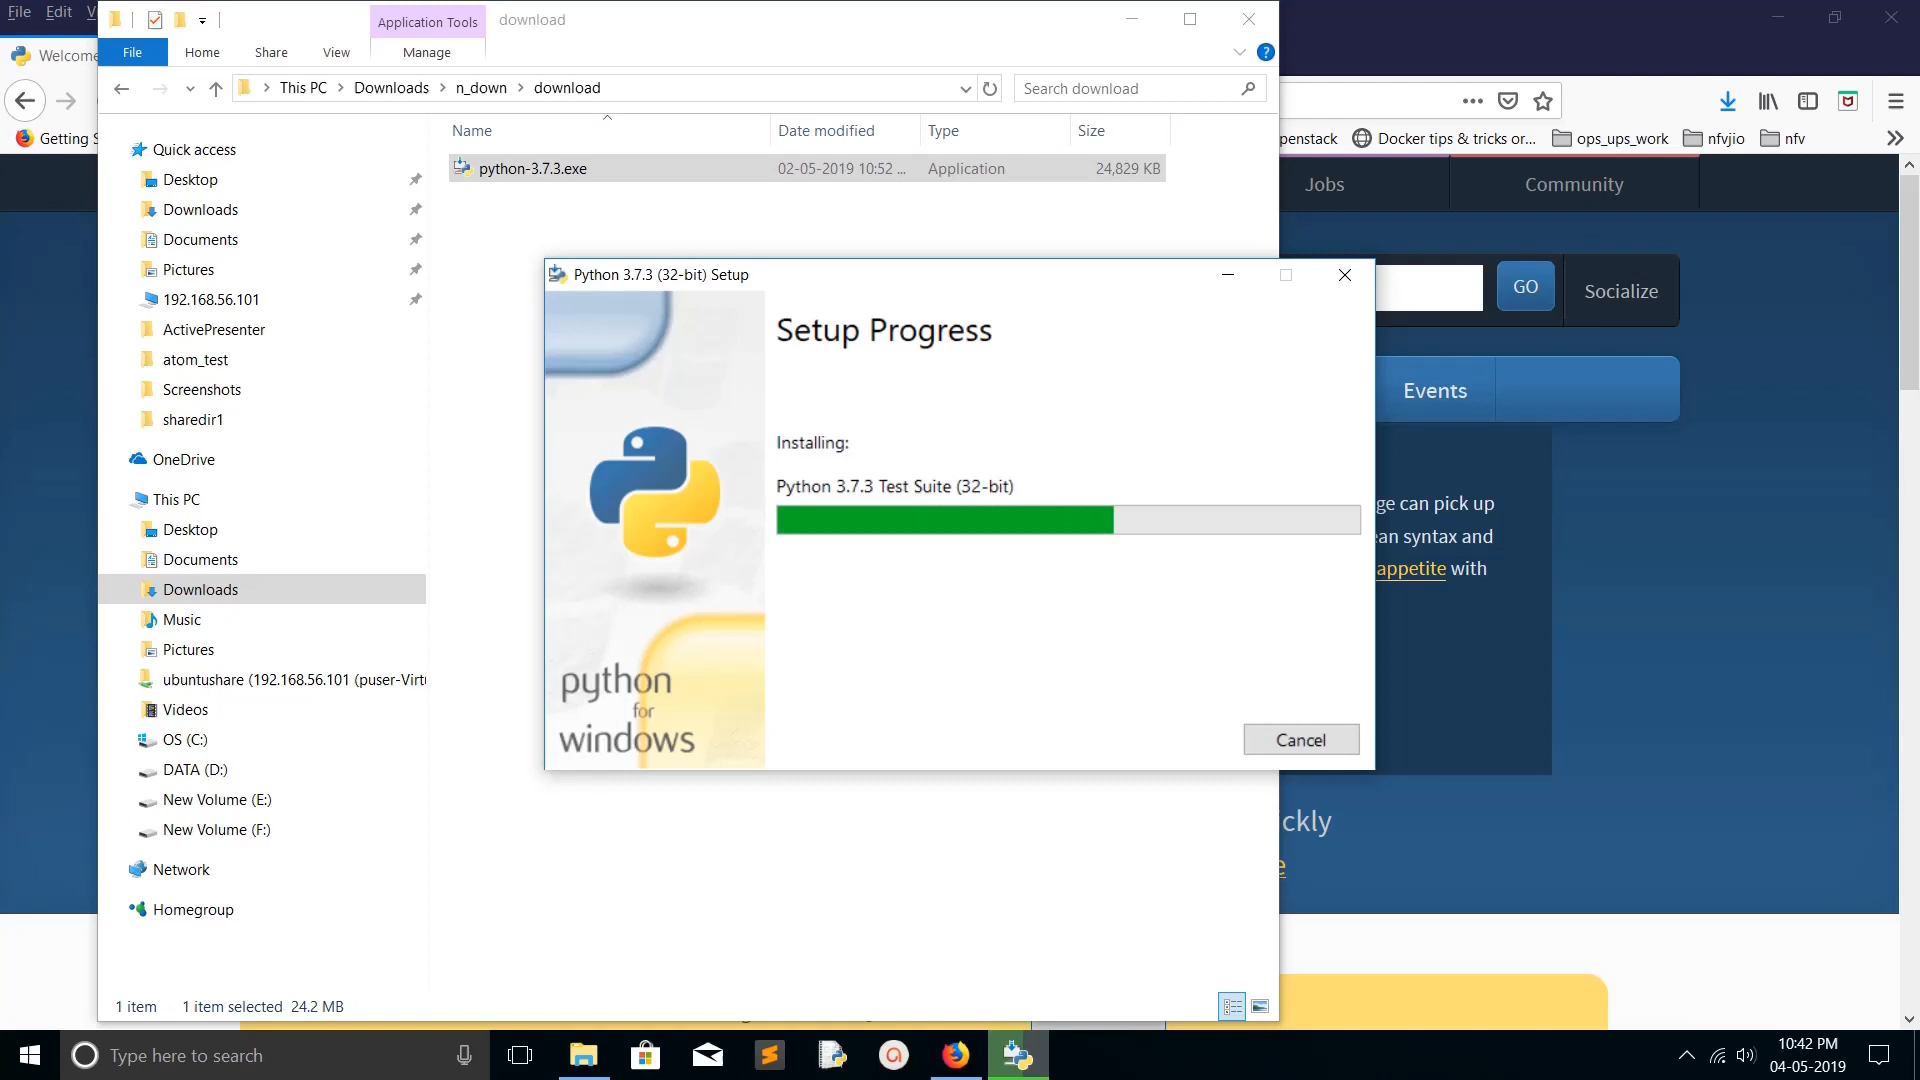 File Edit V
Application Tools download
Welcome
File Home Share View Manage
This PC Downloads n_down download
Search download
Getting S
penstack Docker tips & tricks or... ops_ups_work nfvjio nfv
Name Date modified Type Size
python-3.7.3.exe 02-05-2019 10:52 ... Application 24,829 KB
Quick access
Desktop
Downloads
Documents
Pictures
192.168.56.101
ActivePresenter
atom_test
Screenshots
sharedir1
OneDrive
This PC
Desktop
Documents
Downloads
Music
Pictures
ubuntushare (192.168.56.101 (puser-Virtu
Videos
OS (C:)
DATA (D:)
New Volume (E:)
New Volume (F:)
Network
Homegroup
1 item 1 item selected 24.2 MB
Python 3.7.3 (32-bit) Setup
Setup Progress
Installing:
Python 3.7.3 Test Suite (32-bit)
python
for
windows
Cancel
Jobs Community
GO Socialize
Events
ge can pick up
an syntax and
appetite with
ckly
e
Type here to search
10:42 PM
04-05-2019